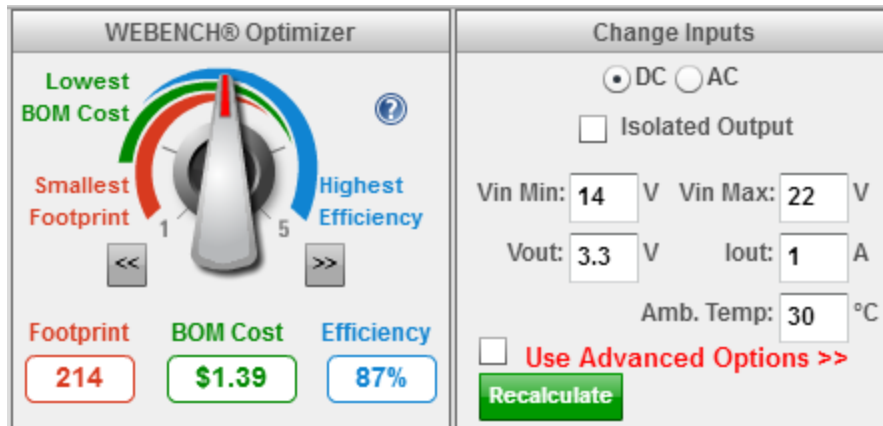 WEBENCH® Optimizer
Lowest
BOM Cost
?
Smallest
Footprint
Highest
Efficiency
1
5
<<
>>
Footprint BOM Cost Efficiency
214 $1.39 87%
Change Inputs
DC AC
Isolated Output
Vin Min: 14 V Vin Max: 22 V
Vout: 3.3 V Iout: 1 A
Amb. Temp: 30 °C
Use Advanced Options >>
Recalculate